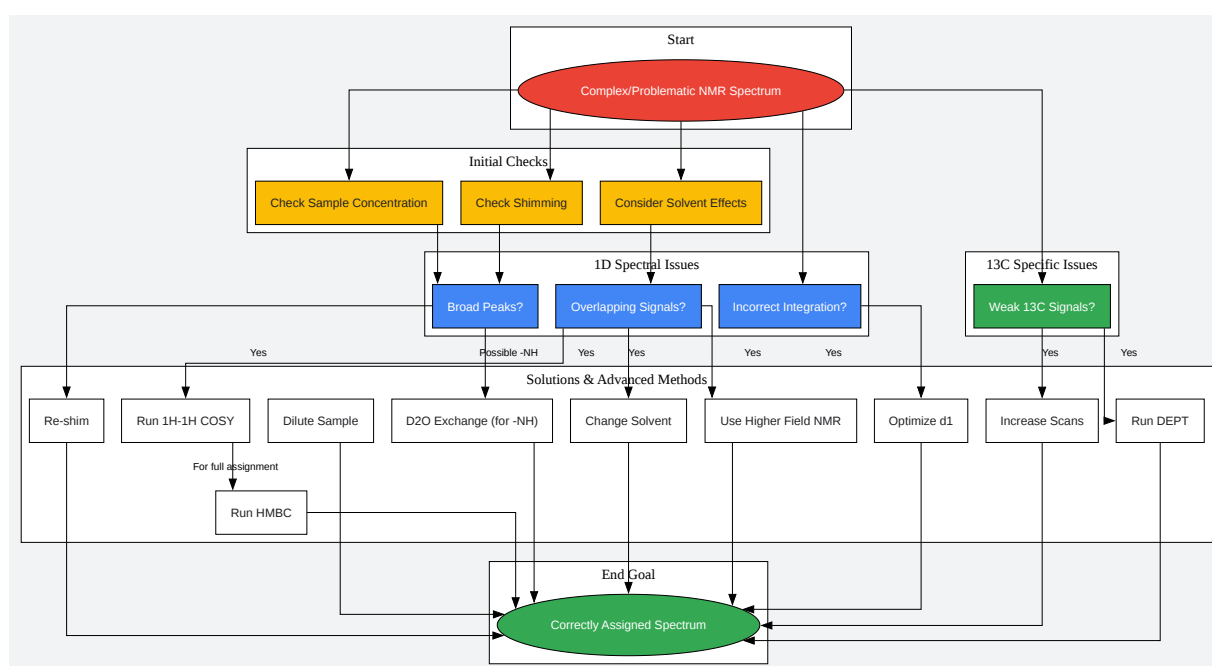 Start
Complex/Problematic NMR Spectrum
Initial Checks
Check Sample Concentration
Check Shimming
Consider Solvent Effects
1D Spectral Issues
13C Specific Issues
Broad Peaks?
Overlapping Signals?
Incorrect Integration?
Weak 13C Signals?
Yes
Possible -NH
Yes
Yes
Yes
Yes
Yes
Yes
Solutions & Advanced Methods
Re-shim
Run 1H-1H COSY
Dilute Sample
D2O Exchange (for -NH)
Change Solvent
Use Higher Field NMR
Optimize d1
Increase Scans
Run DEPT
For full assignment
Run HMBC
End Goal
Correctly Assigned Spectrum